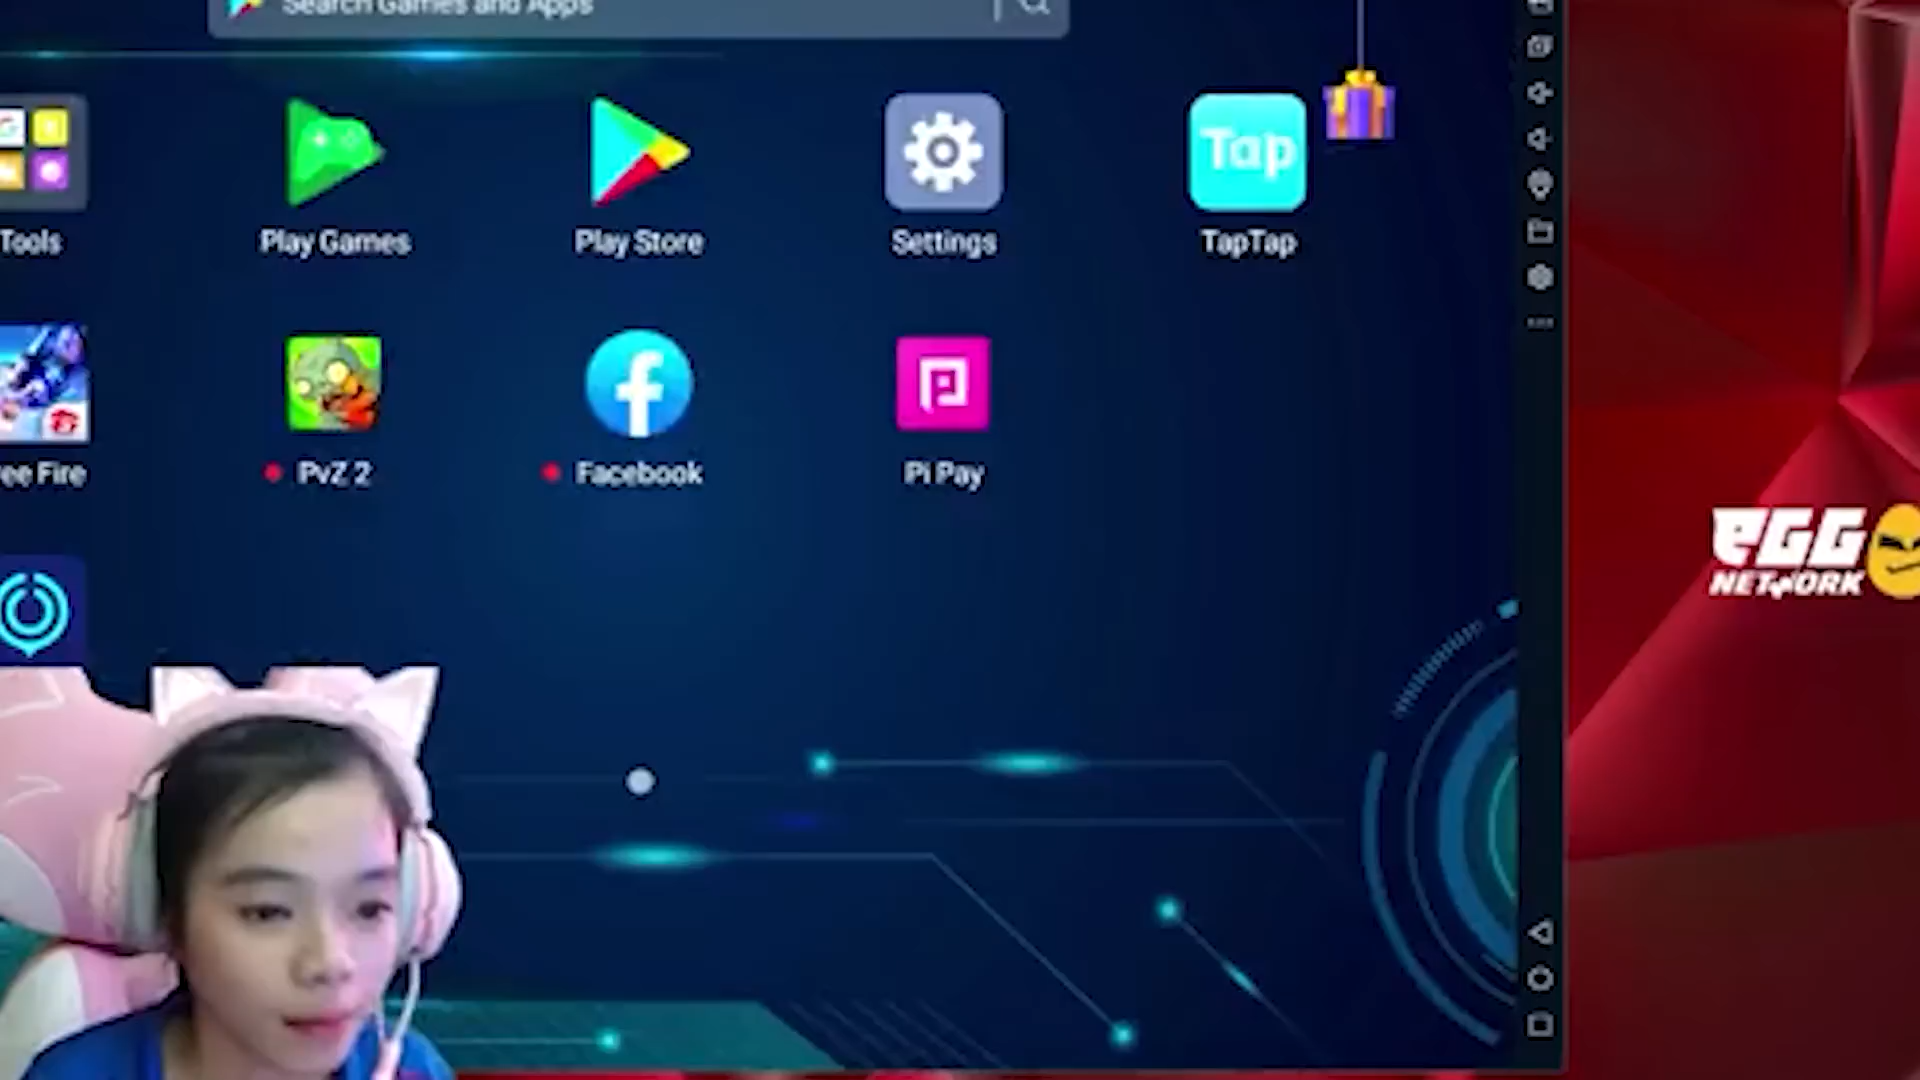 Search Games and Apps
Tools
Play Games
Play Store
Settings
Tap
TapTap
ee Fire
PvZ 2
Facebook
Pi Pay
eGG
NETWORK